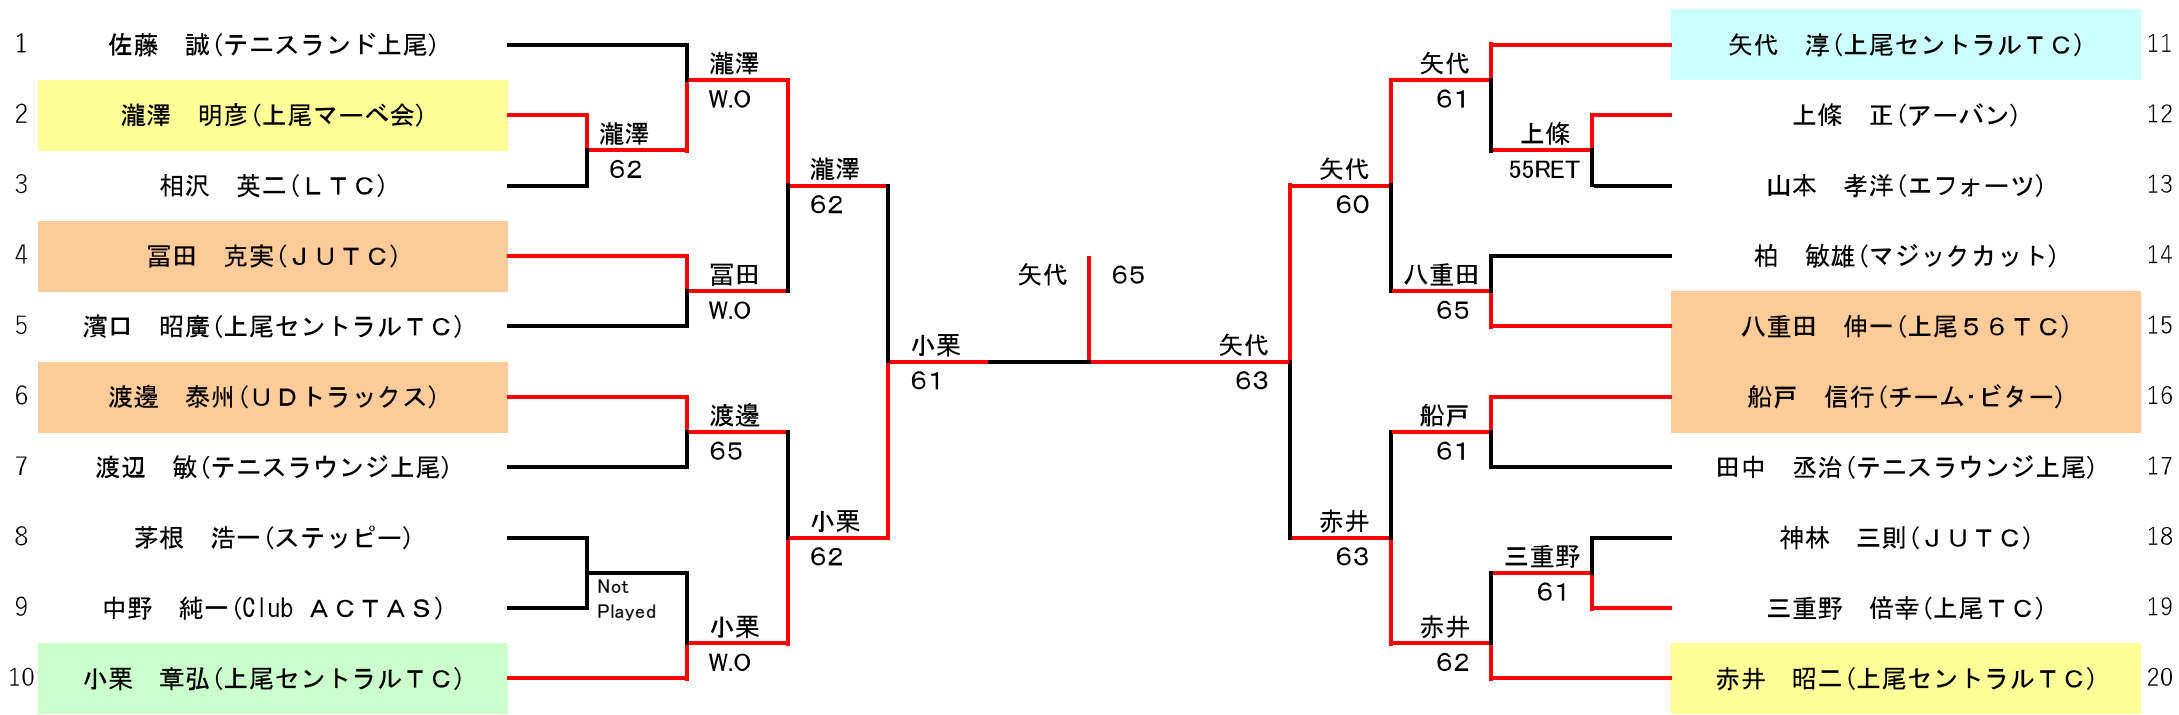 1 佐藤　誠(テニスランド上尾)
2 瀧澤　明彦(上尾マーベ会)
3 相沢　英二(ＬＴＣ)
4 冨田　克実(ＪＵＴＣ)
5 濱口　昭廣(上尾セントラルＴＣ)
6 渡邊　泰州(ＵＤトラックス)
7 渡辺　敏(テニスラウンジ上尾)
8 茅根　浩一(ステッピー)
9 中野　純一(Club ＡＣＴＡＳ)
10 小栗　章弘(上尾セントラルＴＣ)
瀧澤
62
Not
Played
瀧澤
W.O
冨田
W.O
渡邊
65
小栗
W.O
瀧澤
62
小栗
62
小栗
61
矢代 65
矢代
63
矢代
60
赤井
63
矢代
61
八重田
65
船戸
61
赤井
62
上條
55RET
三重野
61
矢代　淳(上尾セントラルＴＣ) 11
上條　正(アーバン) 12
山本　孝洋(エフォーツ) 13
柏　敏雄(マジックカット) 14
八重田　伸一(上尾５６ＴＣ) 15
船戸　信行(チーム・ビター) 16
田中　丞治(テニスラウンジ上尾) 17
神林　三則(ＪＵＴＣ) 18
三重野　倍幸(上尾ＴＣ) 19
赤井　昭二(上尾セントラルＴＣ) 20